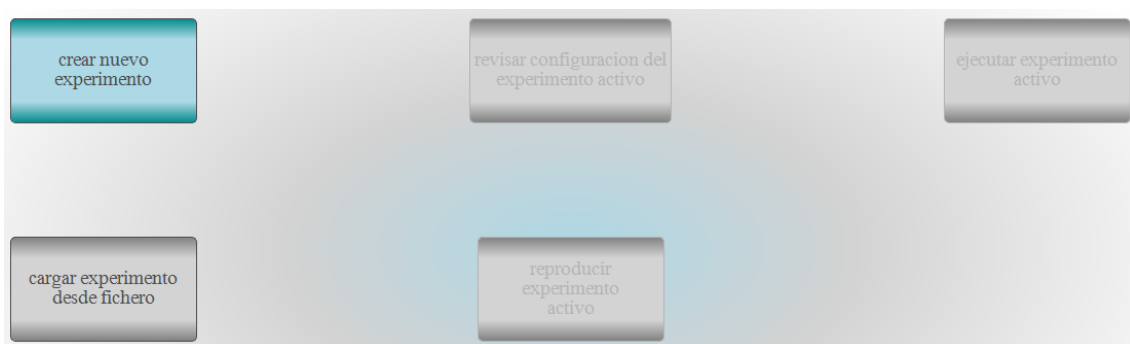 crear nuevo
experimento
revisar configuracion del
experimento activo
ejecutar experimento
activo
cargar experimento
desde fichero
reproducir
experimento
activo